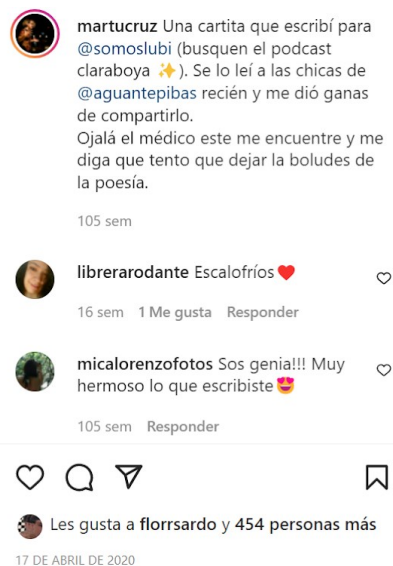 martucruz Una cartita que escribí para
@somoslubi (busquen el podcast
claraboya ✨). Se lo leí a las chicas de
@aguantepibas recién y me dió ganas
de compartirlo.
Ojalá el médico este me encuentre y me
diga que tento que dejar la boludes de
la poesía.
105 sem
librerarodante Escalofríos❤️
16 sem 1 Me gusta Responder
micalorenzofotos Sos genia!!! Muy
hermoso lo que escribiste😍
105 sem Responder
Les gusta a florrsardo y 454 personas más
17 DE ABRIL DE 2020